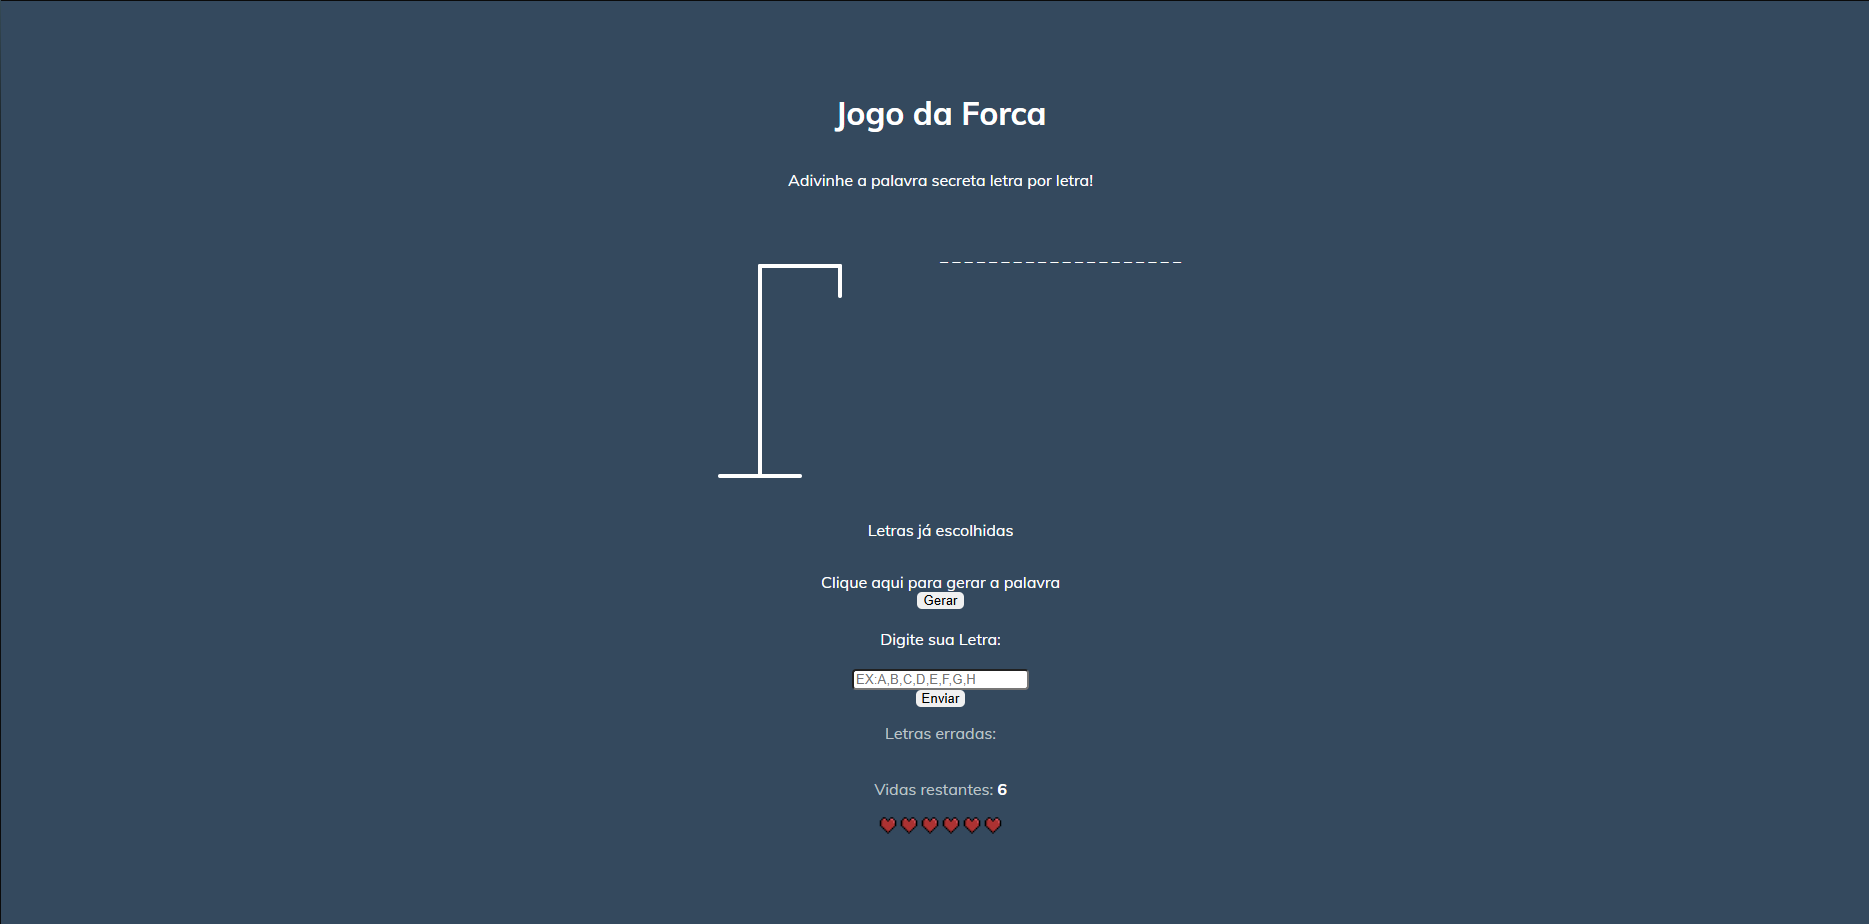 Jogo da Forca
Adivinhe a palavra secreta letra por letra!
_ _ _ _ _ _ _ _ _ _ _ _ _ _ _ _ _ _ _ _
Letras já escolhidas
Clique aqui para gerar a palavra
Gerar
Digite sua Letra:
EX:A,B,C,D,E,F,G,H
Enviar
Letras erradas:
Vidas restantes: 6